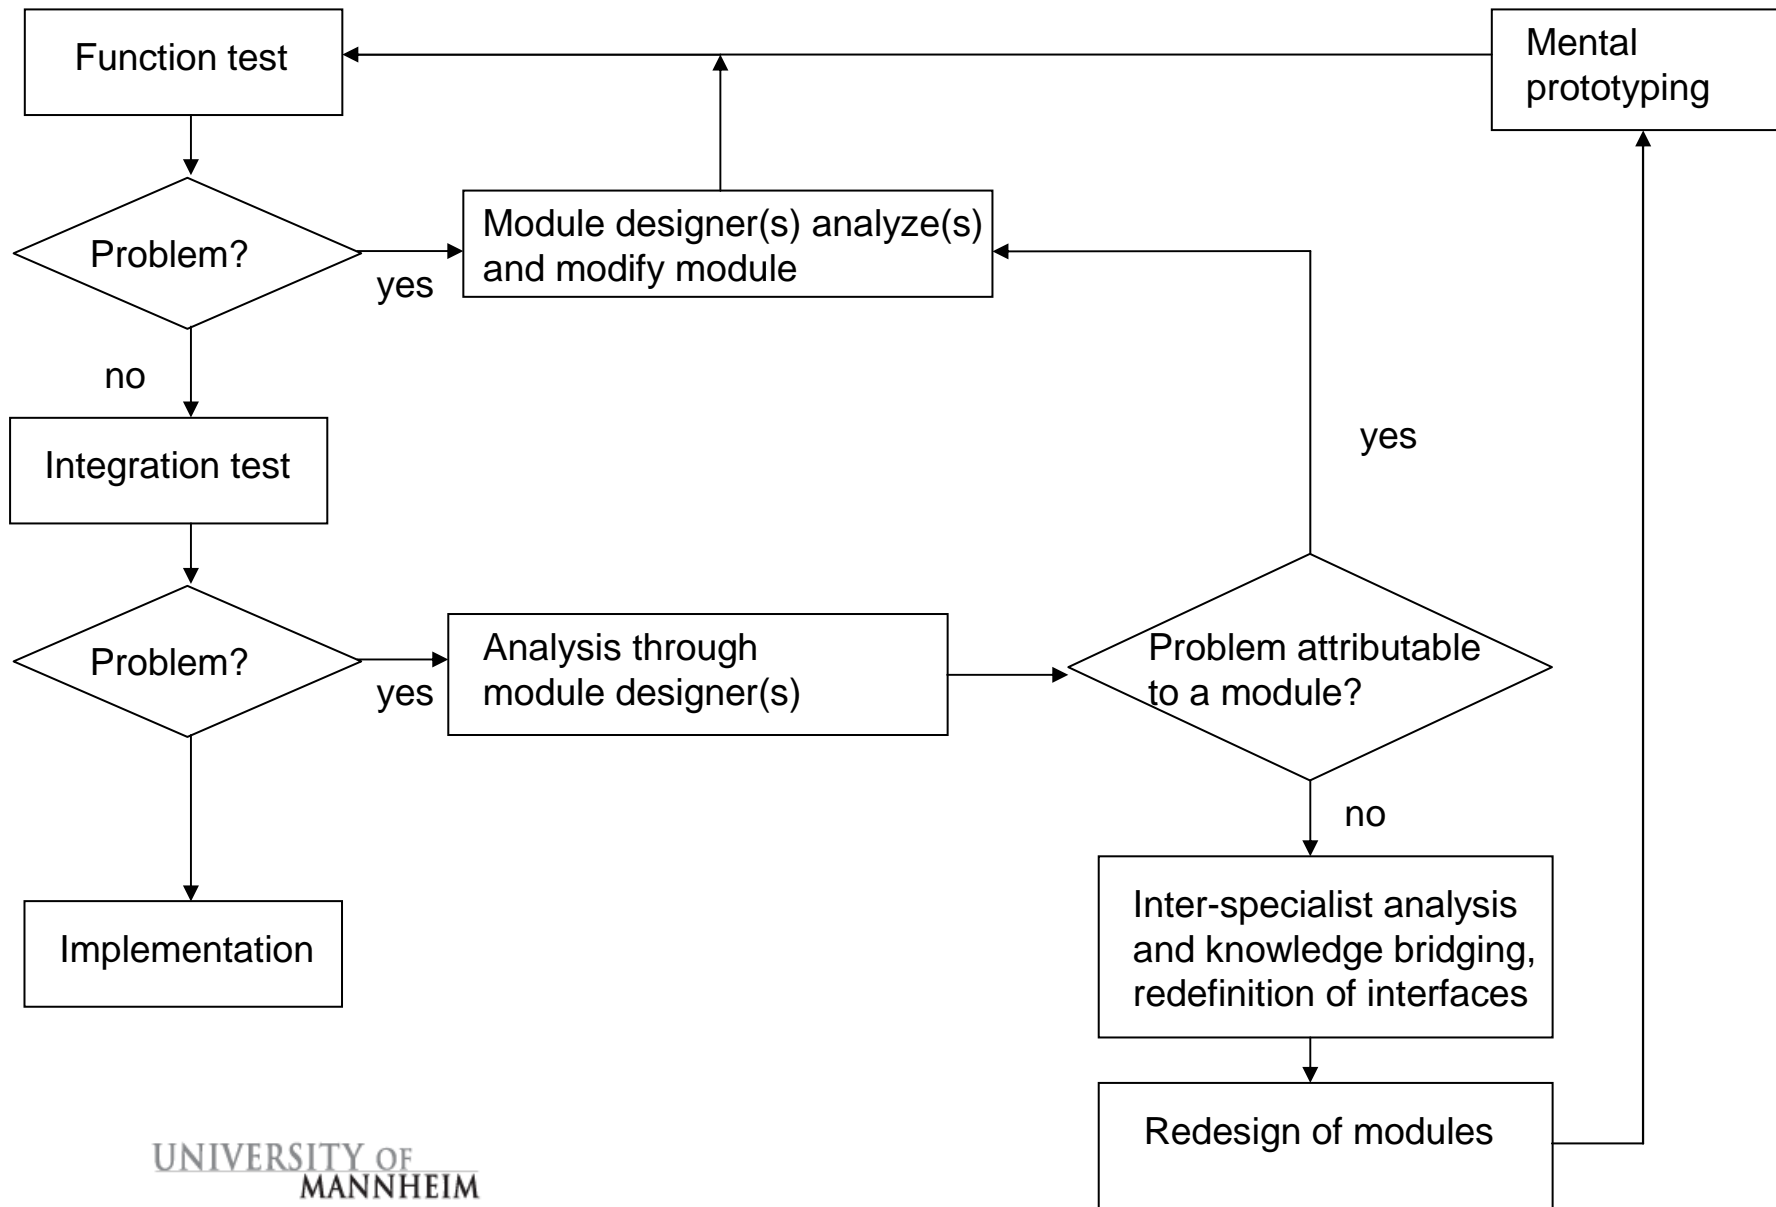 Function test
Mental
prototyping
Problem?
yes
Module designer(s) analyze(s)
and modify module
no
Integration test
yes
Problem?
yes
Analysis through
module designer(s)
Problem attributable
to a module?
no
Implementation
Inter-specialist analysis
and knowledge bridging,
redefinition of interfaces
Redesign of modules
UNIVERSITY OF
MANNHEIM